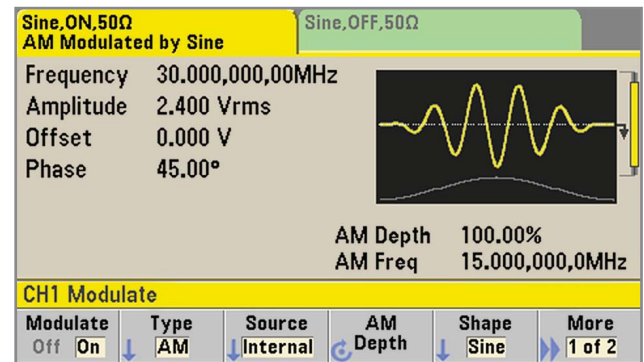 Sine,ON,50Ω
AM Modulated by Sine
Sine,OFF,50Ω
Frequency 30.000,000,00MHz
Amplitude 2.400 Vrms
Offset 0.000 V
Phase 45.00°
AM Depth 100.00%
AM Freq 15.000,000,0MHz
CH1 Modulate
Modulate Type Source AM Depth Shape More
Off On AM Internal Sine 1 of 2